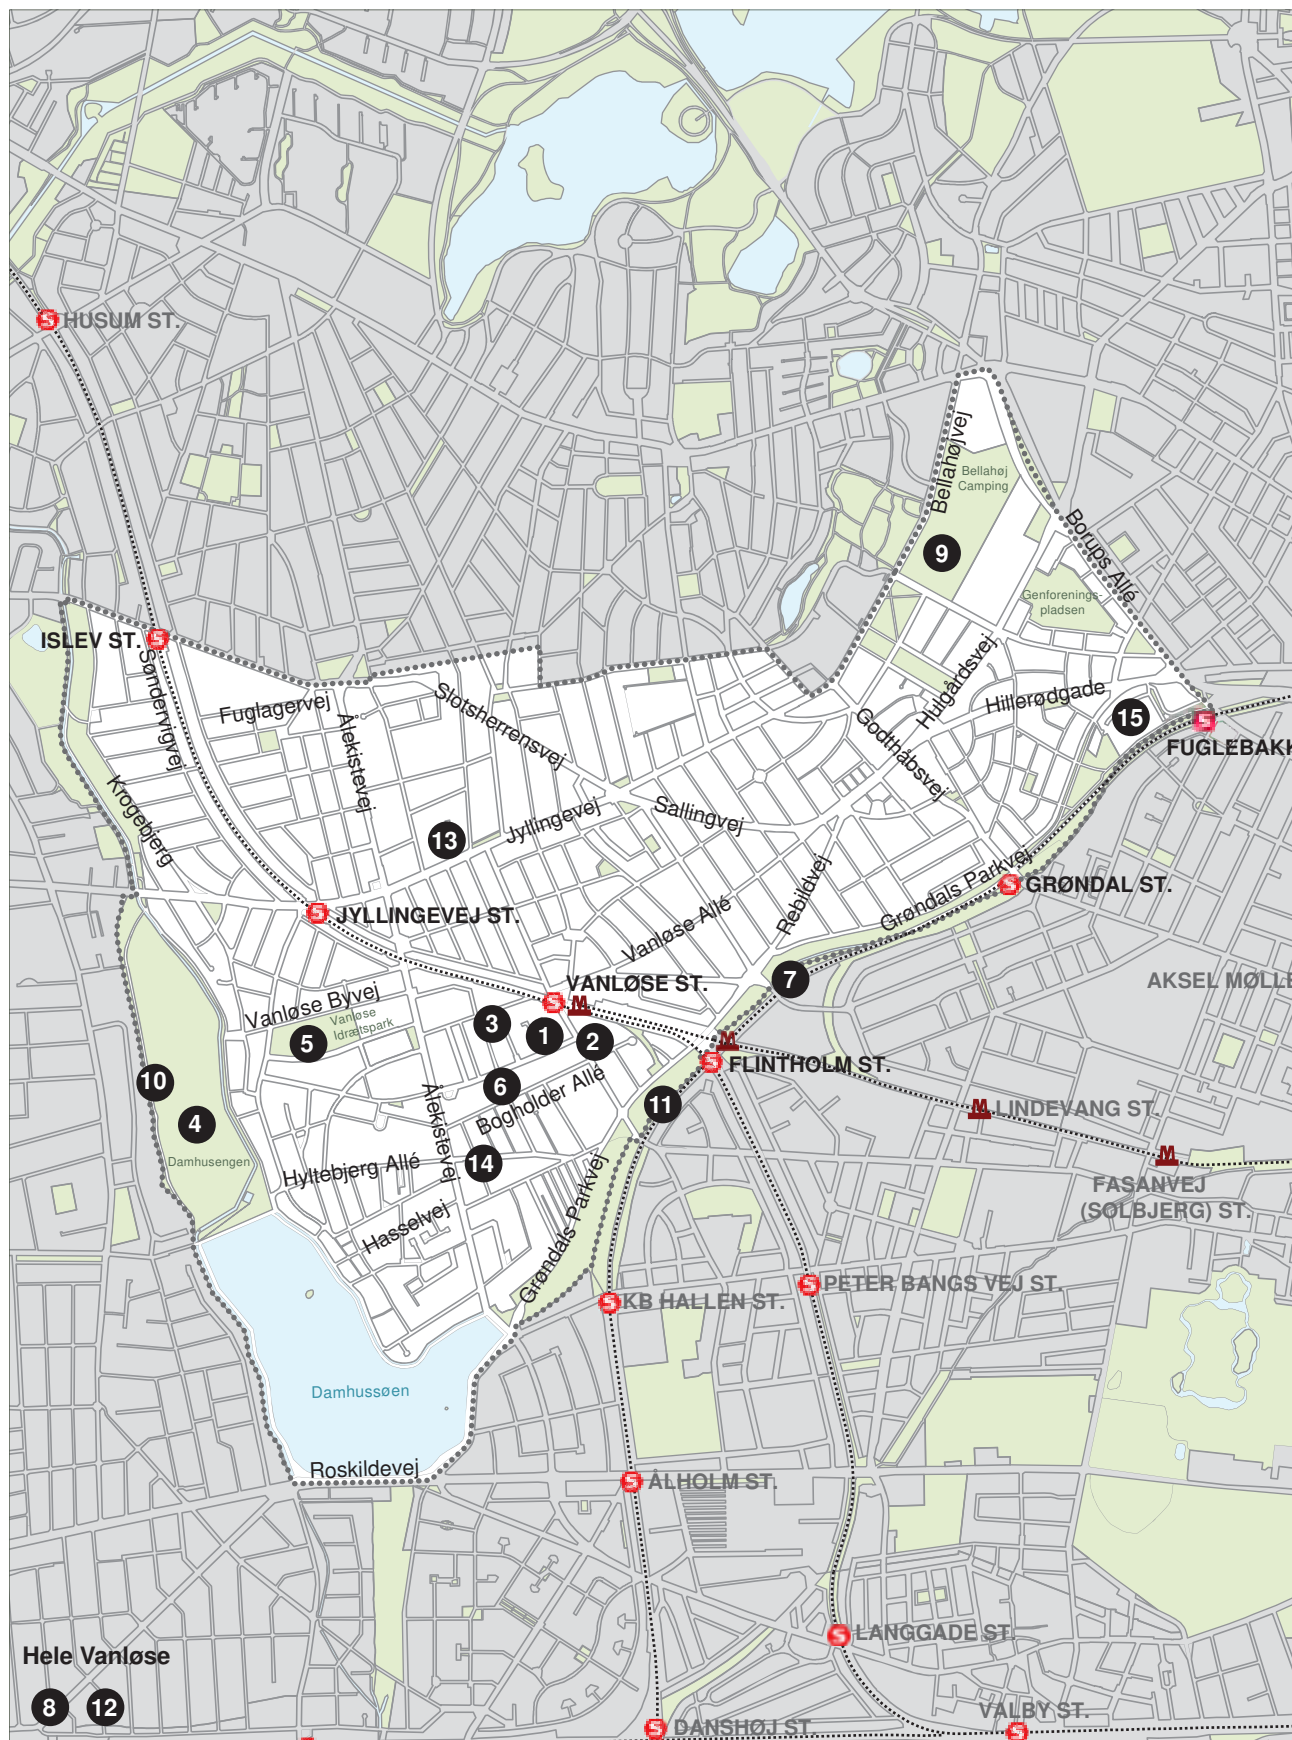 HUSUM ST.
Bellahøjvej
Bellahøj
Camping
Borups Allé
9
Genforenings-
pladsen
ISLEV ST.
Søndervigvej
Fuglagervej
Ålekistevej
Slotsherrensvej
Hulgårdsvej
Hillerødgade
15
Godthåbsvej
FUGLEBAKK
Krogebjerg
13
Jyllingevej
Sallingvej
Rebildvej
Grøndals Parkvej
GRØNDAL ST.
JYLLINGEVEJ ST.
Vanløse Allé
7
AKSEL MØLLE
VANLØSE ST.
M
Vanløse Byvej
Vanløse
Idrætspark
5
3
1
2
M
FLINTHOLM ST.
10
4
Damhusengen
Ålekistevej
6
Bogholder Allé
11
M
LINDEVANG ST.
Hyltebjerg Allé
14
M
FASANVEJ
(SOLBJERG) ST.
Hasselvej
Grøndals Parkvej
KB HALLEN ST.
PETER BANGS VEJ ST.
Damhussøen
Roskildevej
ÅLHOLM ST.
LANGGADE ST.
Hele Vanløse
8
12
DANSHØJ ST.
VALBY ST.